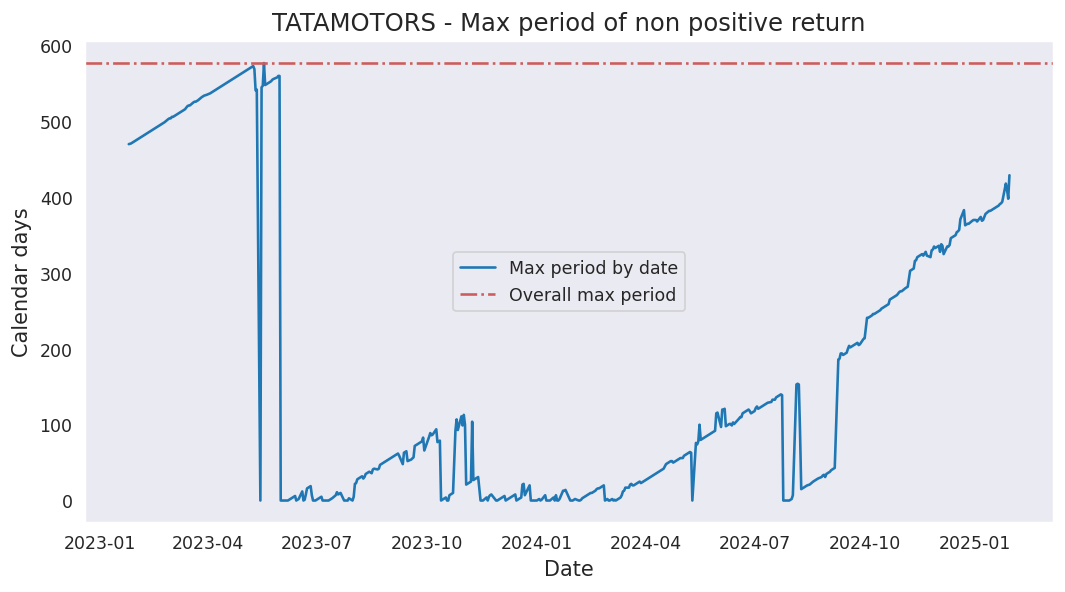 TATAMOTORS - Max period of non positive return
Calendar days
600
500
400
300
200
100
0
Max period by date
Overall max period
2023-01 2023-04 2023-07 2023-10 2024-01 2024-04 2024-07 2024-10 2025-01
Date